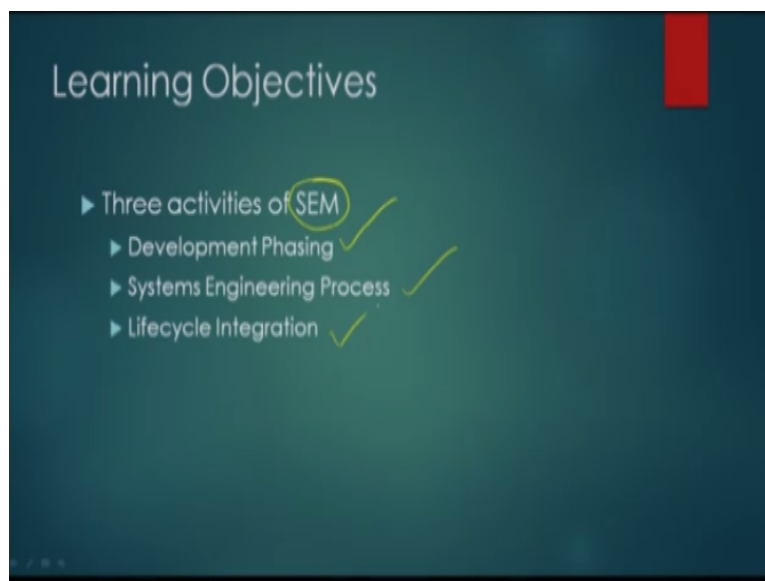 Learning Objectives
Three activities of SEM
Development Phasing
Systems Engineering Process
Lifecycle Integration